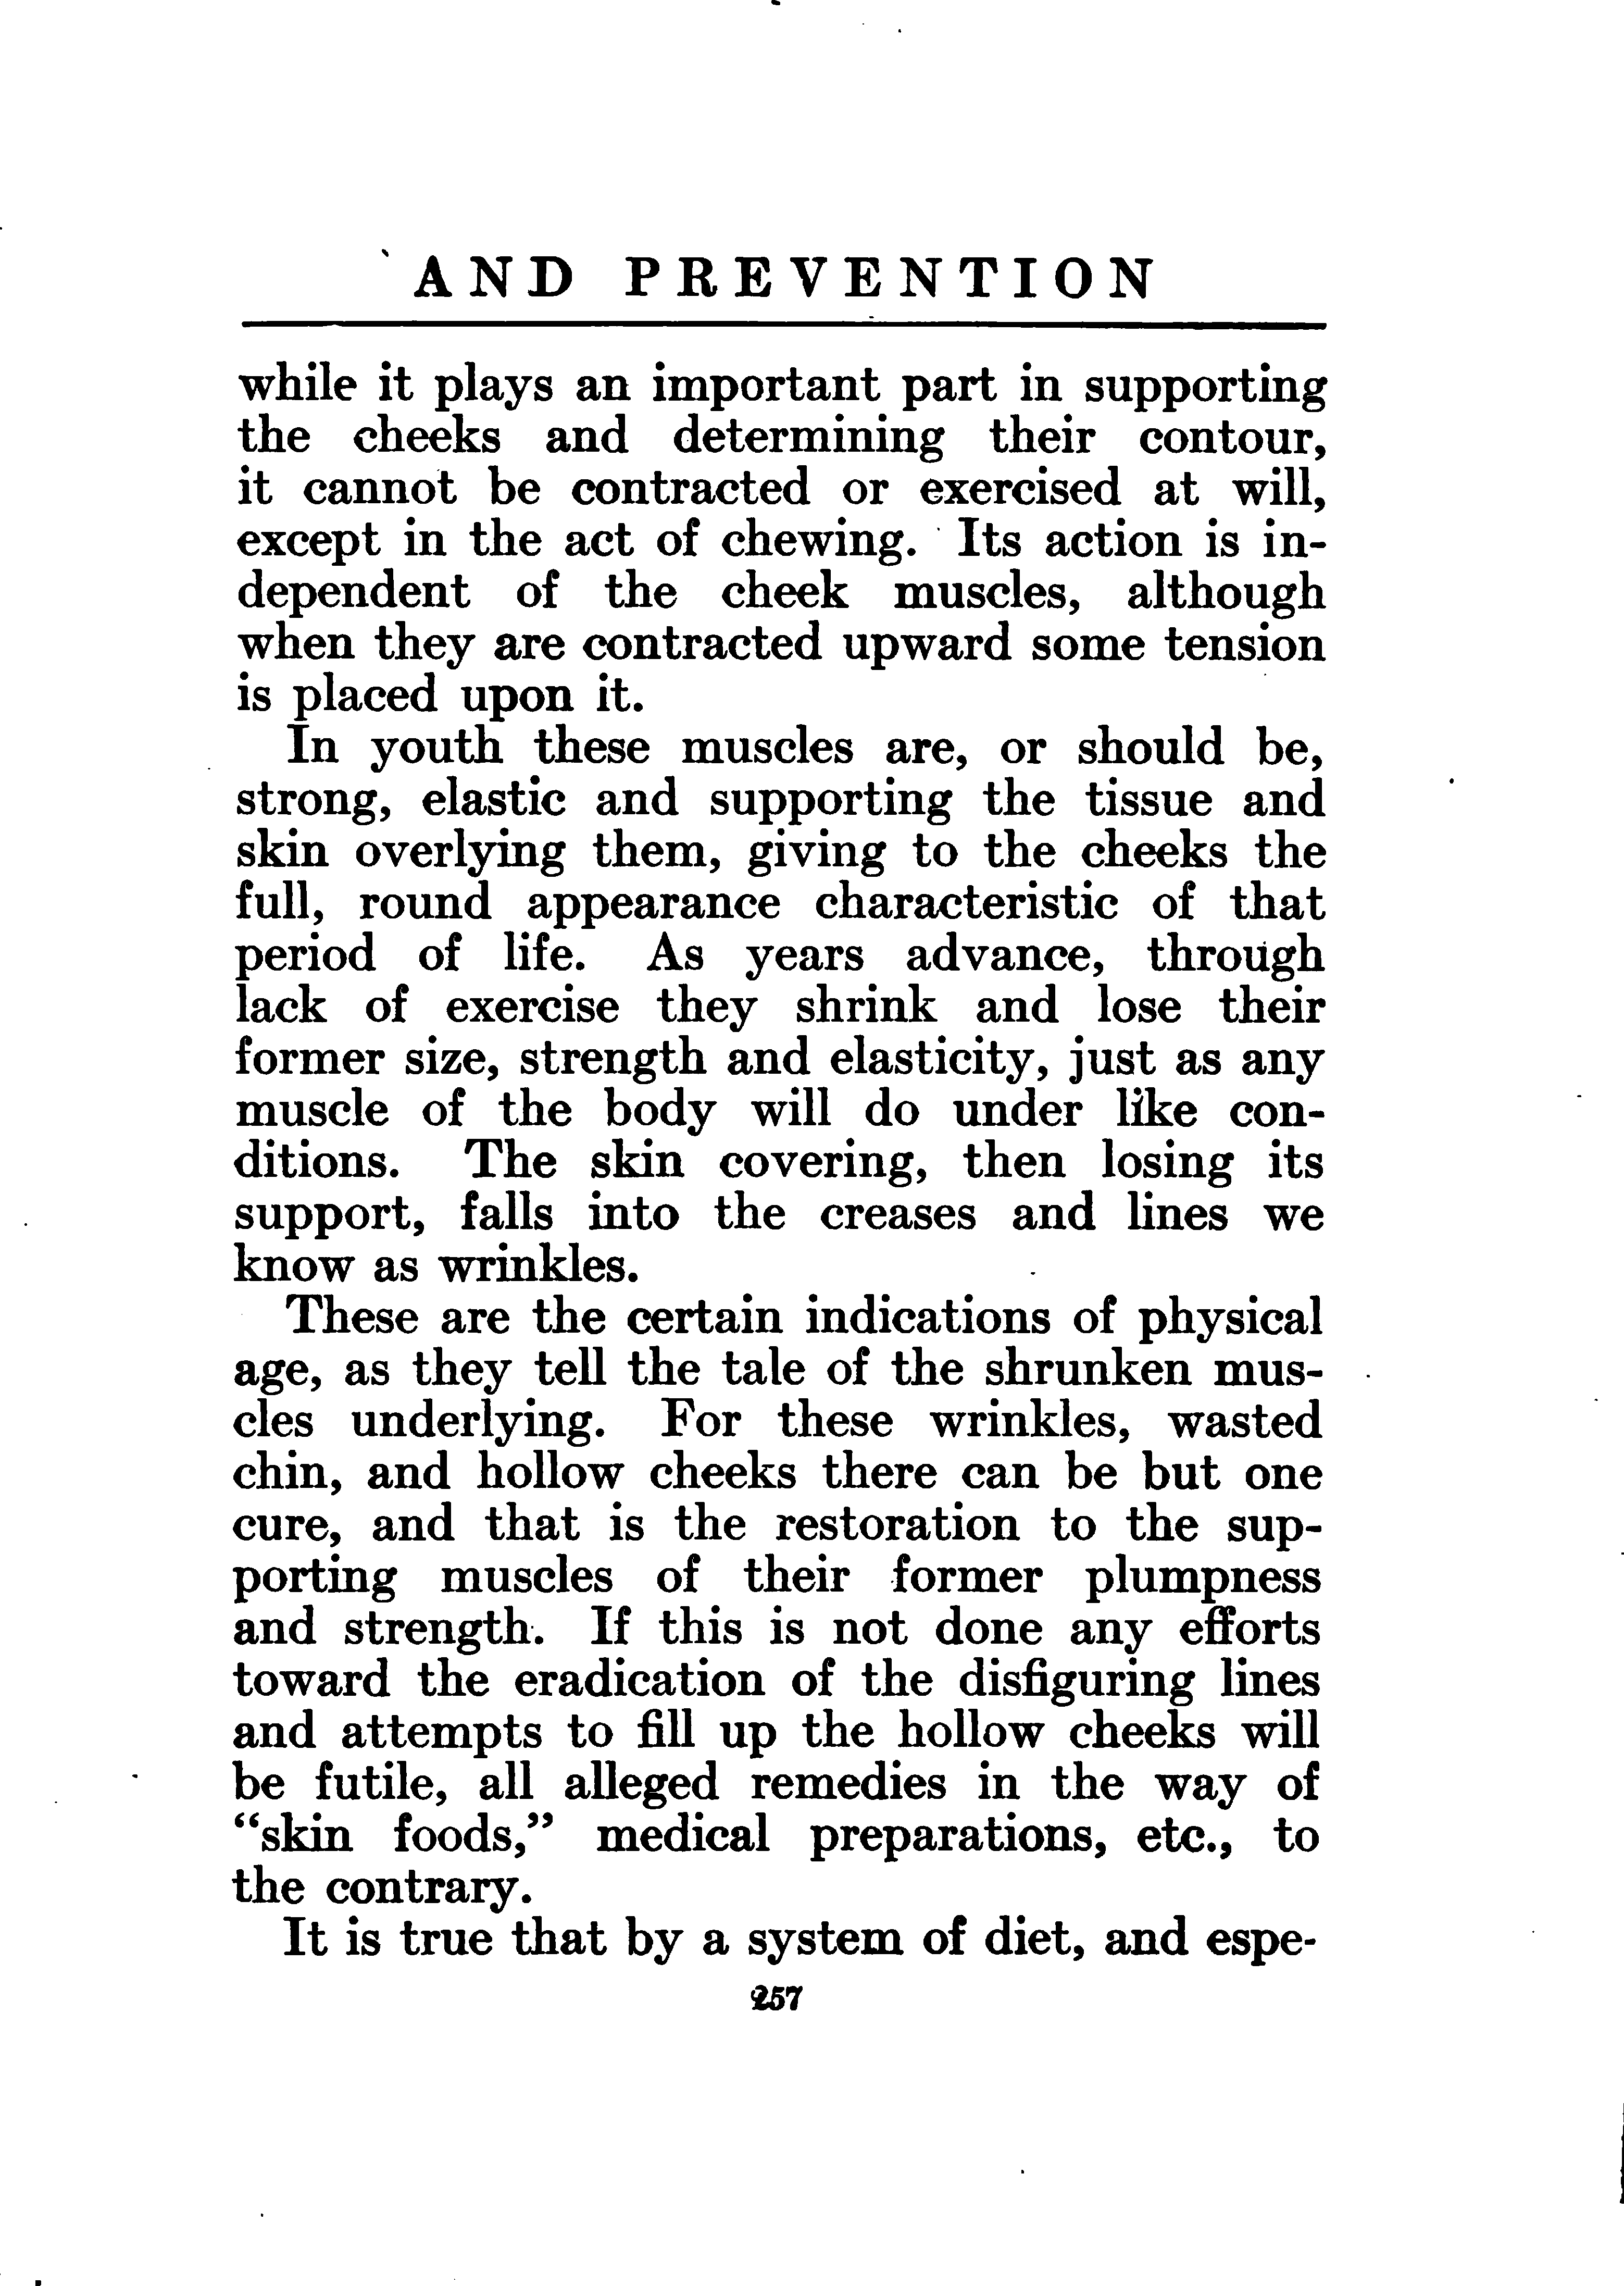 AND PREVENTION
while it plays an important part in supporting
the cheeks and determining their contour,
it cannot be contracted or exercised at will,
except in the act of chewing. Its action is in-
dependent of the cheek muscles, although
when they are contracted upward some tension
is placed upon it.
In youth these muscles are, or should be,
strong, elastic and supporting the tissue and
skin overlying them, giving to the cheeks the
full, round appearance characteristic of that
period of life. As years advance, through
lack of exercise they shrink and lose their
former size, strength and elasticity, just as any
muscle of the body will do under like con-
ditions. The skin covering, then losing its
support, falls into the creases and lines we
know as wrinkles.
These are the certain indications of physical
age, as they tell the tale of the shrunken mus-
cles underlying. For these wrinkles, wasted
chin, and hollow cheeks there can be but one
cure, and that is the restoration to the sup-
porting muscles of their former plumpness
and strength. If this is not done any efforts
toward the eradication of the disfiguring lines
and attempts to fill up the hollow cheeks will
be futile, all alleged remedies in the way of
“skin foods,” medical preparations, etc., to
the contrary.
It is true that by a system of diet, and espe-
257